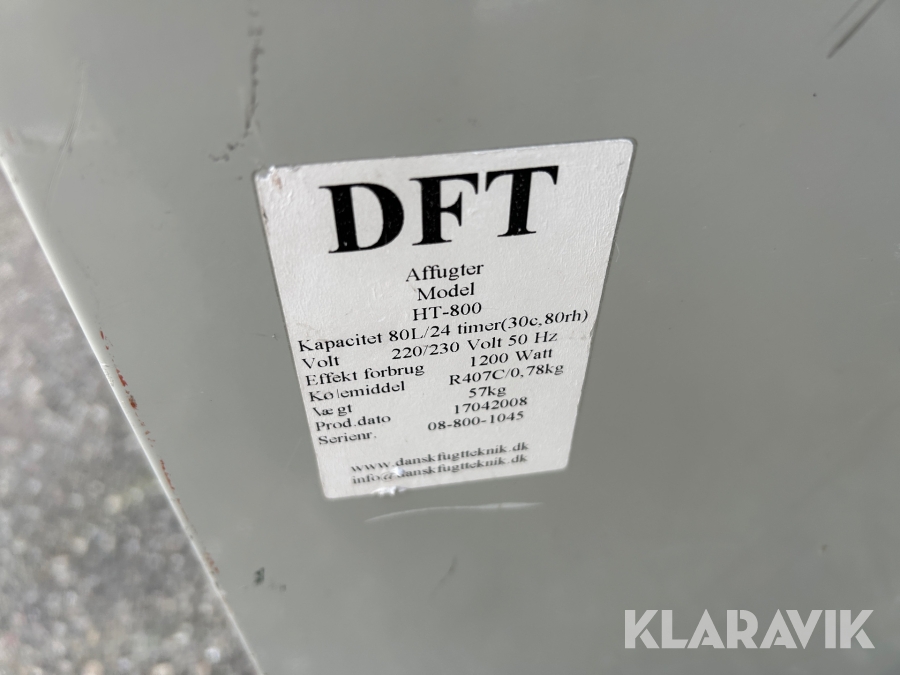 DFT
Affugter
Model
HT-800
Kapacitet 80L/24 timer(30c,80rh)
Volt 220/230 Volt 50 Hz
Effekt forbrug 1200 Watt
Kølemiddel R407C/0,78kg
Vægt 57kg
Prod.dato 17042008
Serienr. 08-800-1045
www.danskfugtteknik.dk
info@danskfugtteknik.dk
KLARAVIK